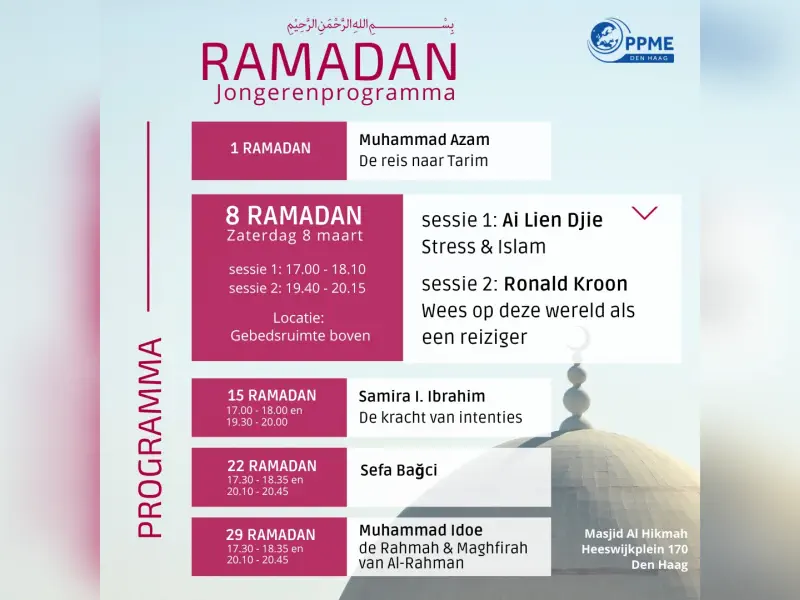 بِسْـــــــــمِ اللهِ الرَّحْمٰنِ الرَّحِيْمِ
RAMADAN
Jongerenprogramma
PPME
DEN HAAG
PROGRAMMA
1 RAMADAN
Muhammad Azam
De reis naar Tarim
8 RAMADAN
Zaterdag 8 maart
sessie 1: 17.00 - 18.10
sessie 2: 19.40 - 20.15
Locatie:
Gebedsruimte boven
sessie 1: Ai Lien Djie
Stress & Islam
sessie 2: Ronald Kroon
Wees op deze wereld als
een reiziger
15 RAMADAN
17.00 - 18.00 en
19.30 - 20.00
Samira I. Ibrahim
De kracht van intenties
22 RAMADAN
17.30 - 18.35 en
20.10 - 20.45
Sefa Bağci
29 RAMADAN
17.30 - 18.35 en
20.10 - 20.45
Muhammad Idoe
de Rahmah & Maghfirah
van Al-Rahman
Masjid Al Hikmah
Heeswijkplein 170
Den Haag